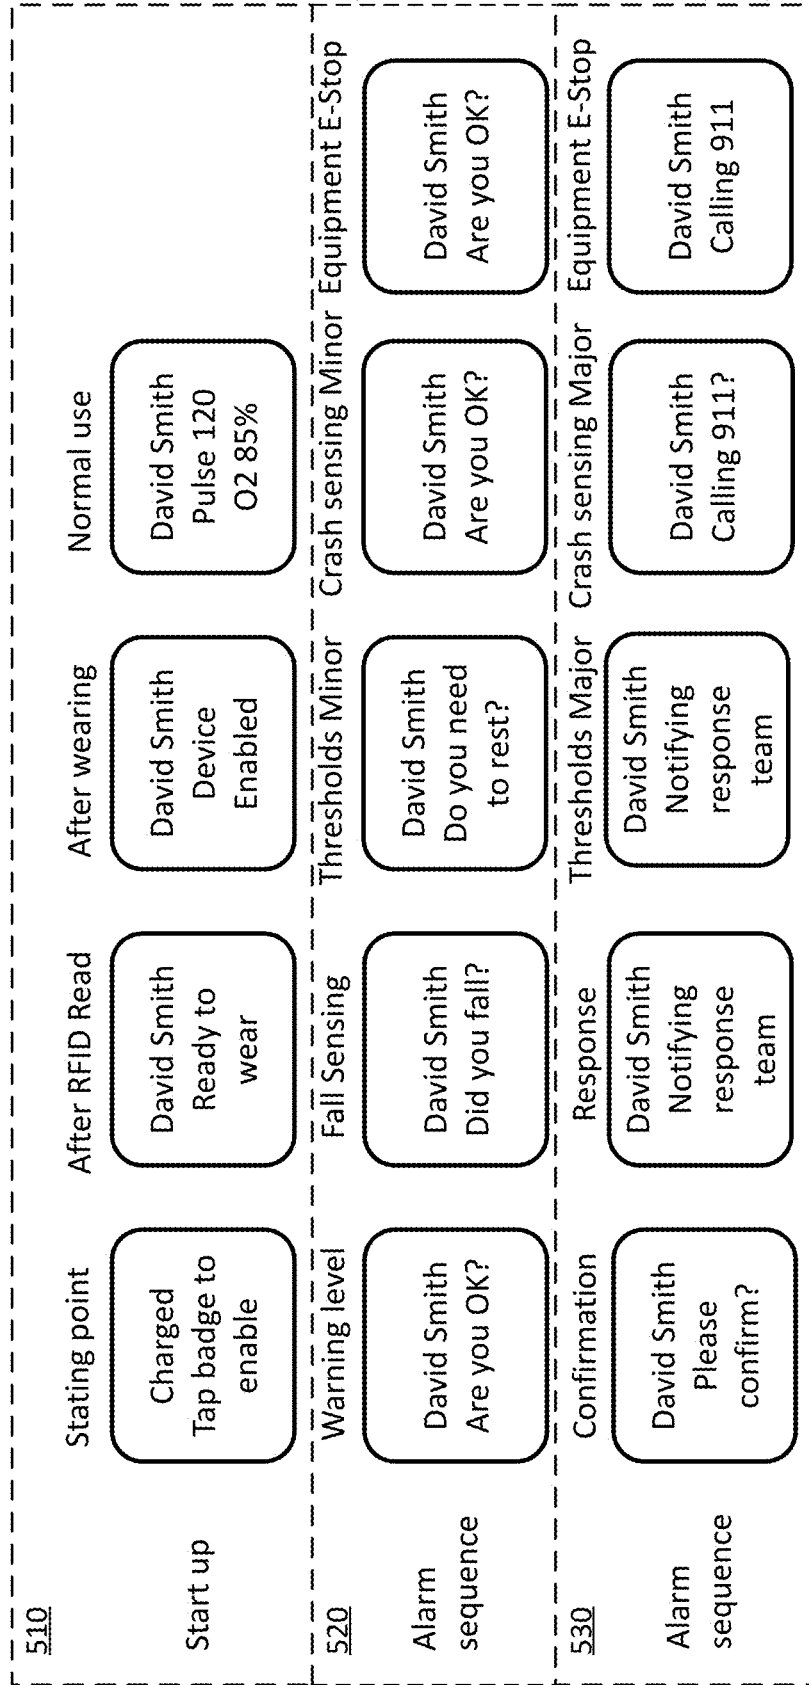 510
Start up
Stating point
Charged
Tap badge to
enable
After RFID Read
David Smith
Ready to
wear
After wearing
David Smith
Device
Enabled
Normal use
David Smith
Pulse 120
O2 85%
520
Alarm
sequence
Warning level
David Smith
Are you OK?
Fall Sensing
David Smith
Did you fall?
Thresholds Minor
David Smith
Do you need
to rest?
Crash sensing Minor
David Smith
Are you OK?
Equipment E-Stop
David Smith
Are you OK?
530
Alarm
sequence
Confirmation
David Smith
Please
confirm?
Response
David Smith
Notifying
response
team
Thresholds Major
David Smith
Notifying
response
team
Crash sensing Major
David Smith
Calling 911?
Equipment E-Stop
David Smith
Calling 911